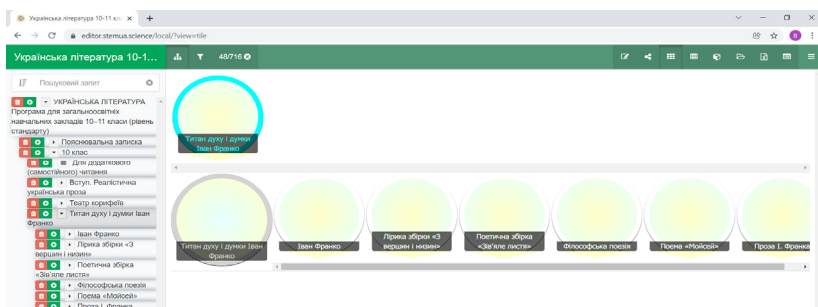 Українська література 10-11 кл
editor.stemua.science/local/?view=tile
B
Українська література 10-1...
48/716
Пошуковий запит
УКРАЇНСЬКА ЛІТЕРАТУРА
Програма для загальноосвітніх
навчальних закладів 10–11 класи (рівень
стандарту)
Пояснювальна записка
10 клас
Для додаткового
(самостійного) читання
Вступ. Реалістична
українська проза
Театр корифеїв
Титан духу і думки Іван
Франко
Іван Франко
Лірика збірки «З
вершин і низин»
Поетична збірка
«Зів'яле листя»
Філософська поезія
Поема «Мойсей»
Проза І. Франка
Титан духу і думки
Іван Франко
Титан духу і думки Іван
Франко
Іван Франко
Лірика збірки «З
вершин і низин»
Поетична збірка
«Зів'яле листя»
Філософська поезія
Поема «Мойсей»
Проза І. Франка